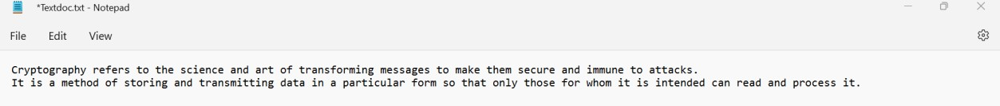 *Textdoc.txt - Notepad
File Edit View
Cryptography refers to the science and art of transforming messages to make them secure and immune to attacks.
It is a method of storing and transmitting data in a particular form so that only those for whom it is intended can read and process it.